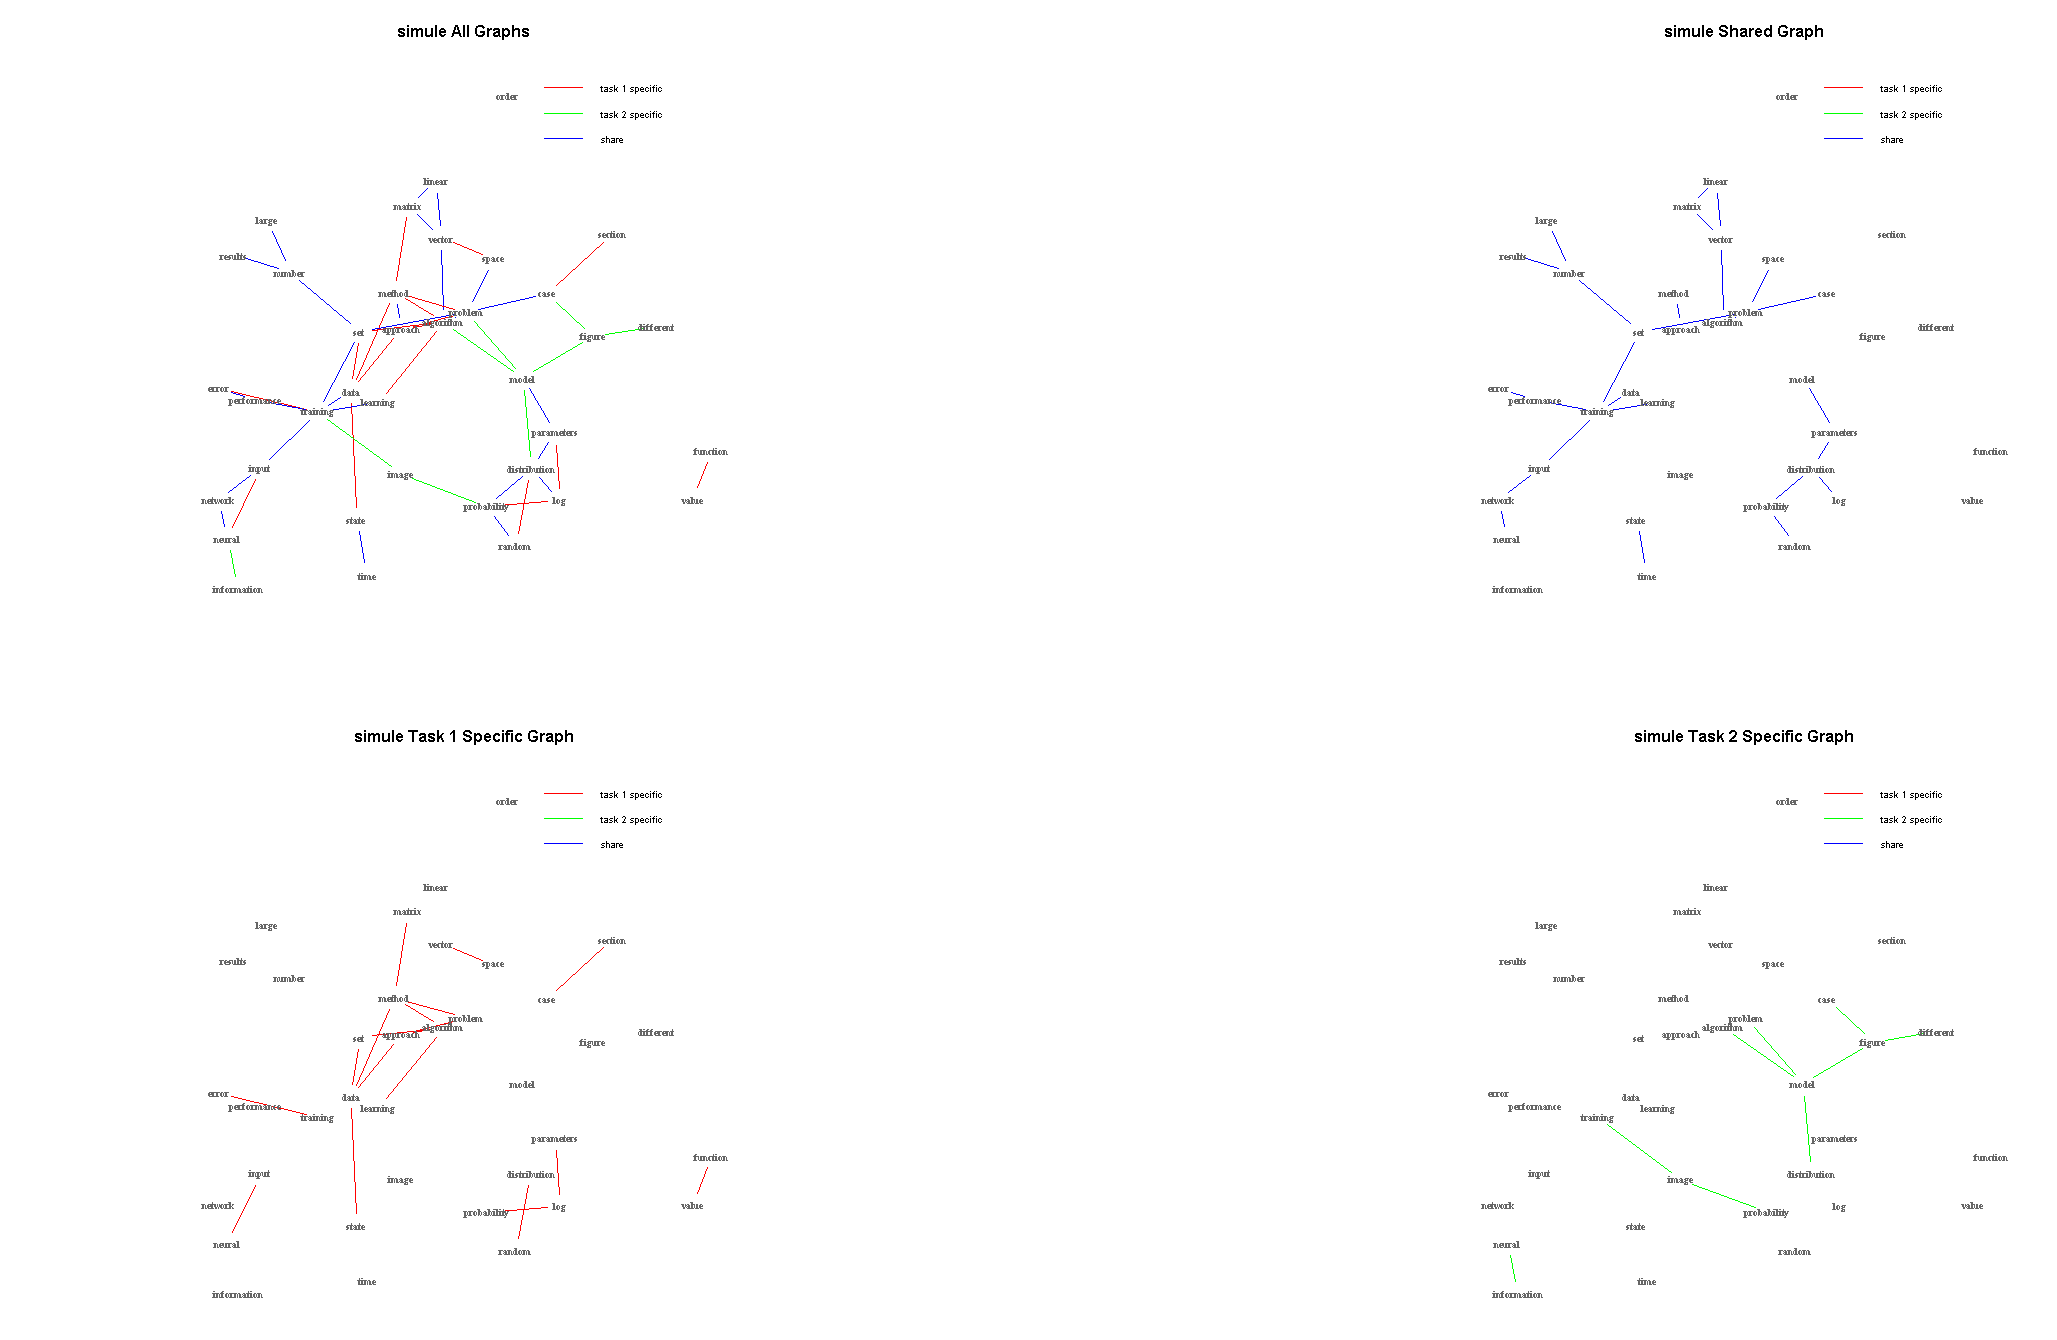 simule All Graphs
order
task 1 specific
task 2 specific
share
linear
matrix
large
vector
section
results
space
number
method
case
problem
algorithm
set
approach
different
figure
model
error
data
performance
learning
training
parameters
function
input
distribution
image
network
probability
log
value
state
neural
random
time
information
simule Shared Graph
order
task 1 specific
task 2 specific
share
linear
matrix
large
vector
section
results
space
number
method
case
problem
algorithm
set
approach
different
figure
model
error
data
performance
learning
training
parameters
function
input
distribution
image
network
probability
log
value
state
neural
random
time
information
simule Task 1 Specific Graph
order
task 1 specific
task 2 specific
share
linear
matrix
large
vector
section
results
space
number
method
case
problem
algorithm
set
approach
different
figure
model
error
data
performance
learning
training
parameters
function
input
distribution
image
network
probability
log
value
state
neural
random
time
information
simule Task 2 Specific Graph
order
task 1 specific
task 2 specific
share
linear
matrix
large
vector
section
results
space
number
method
case
problem
algorithm
set
approach
different
figure
model
error
data
performance
learning
training
parameters
function
input
distribution
image
network
probability
log
value
state
neural
random
time
information